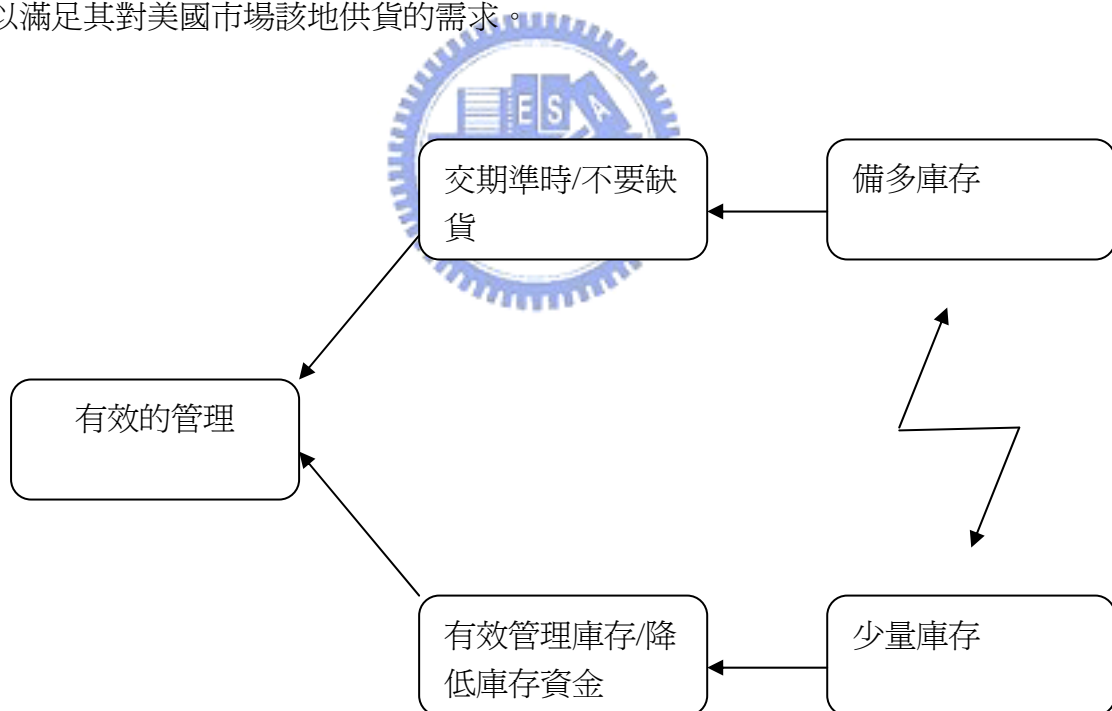 以滿足其對美國市場該地供貨的需求。
E S A
交期準時/不要缺
貨
備多庫存
有效的管理
有效管理庫存/降
低庫存資金
少量庫存